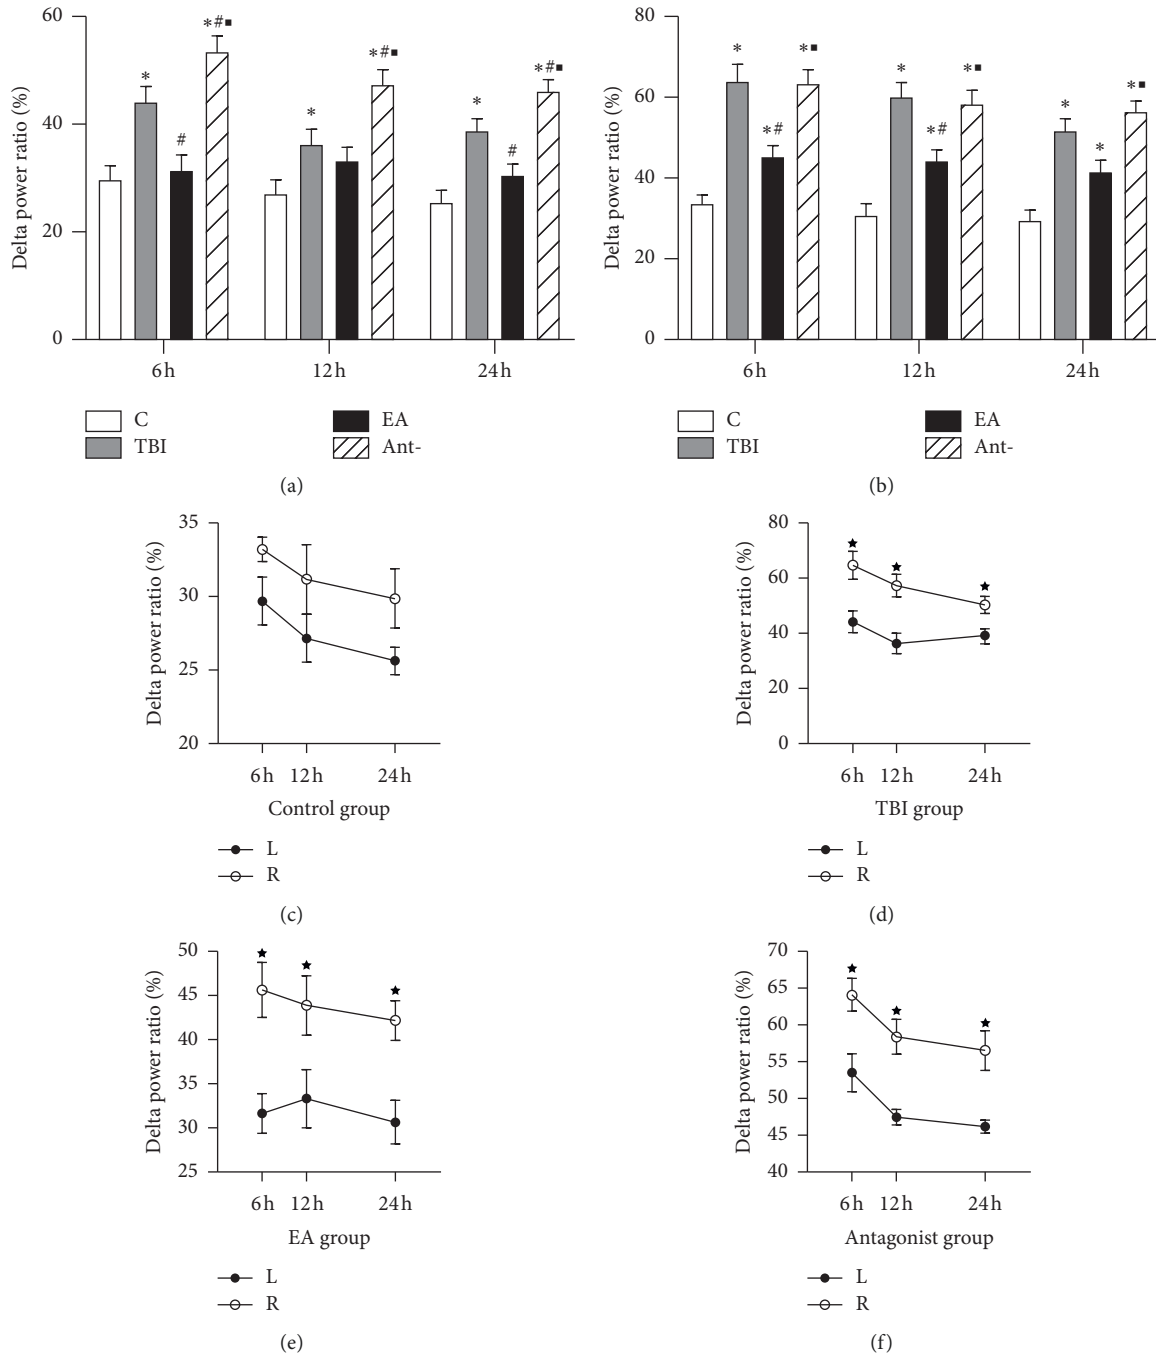 Delta power ratio (%)
60
40
20
0
*#■
*
#
*#■
*
*#■
*
#
6h 12h 24h
C EA
TBI Ant-
(a)
Delta power ratio (%)
80
60
40
20
0
* *■
*#
* *■
*#
* *■
*
6h 12h 24h
C EA
TBI Ant-
(b)
Delta power ratio (%)
35
30
25
20
6h 12h 24h
Control group
L
R
(c)
Delta power ratio (%)
80
60
40
20
0
★ ★ ★
6h 12h 24h
TBI group
L
R
(d)
Delta power ratio (%)
50
45
40
35
30
25
★ ★ ★
6h 12h 24h
EA group
L
R
(e)
Delta power ratio (%)
70
65
60
55
50
45
40
★ ★ ★
6h 12h 24h
Antagonist group
L
R
(f)